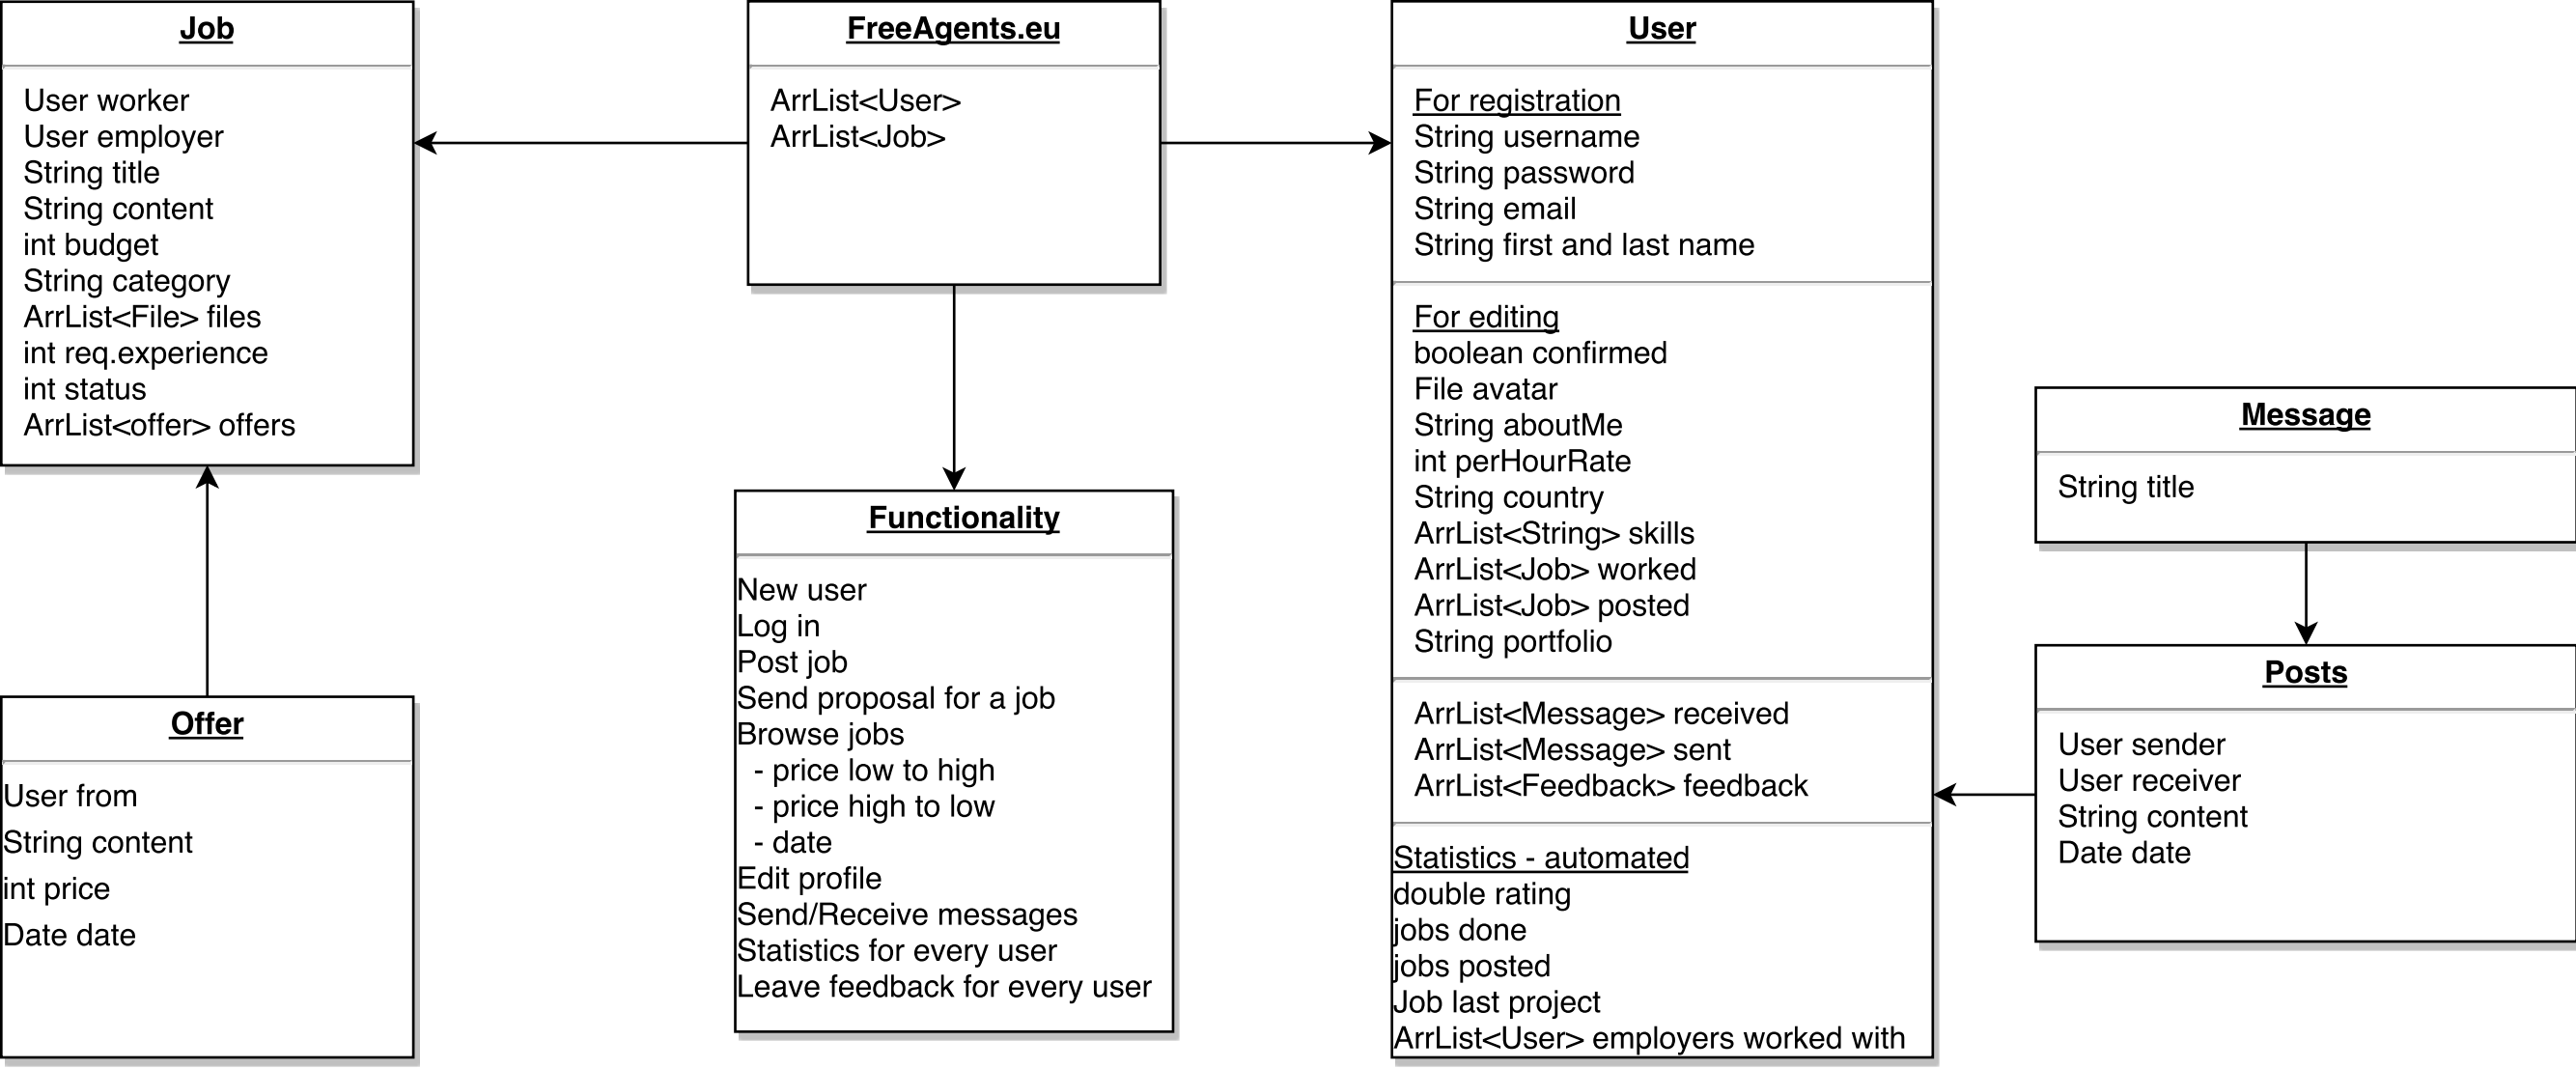 Job
User worker
User employer
String title
String content
int budget
String category
ArrList<File> files
int req.experience
int status
ArrList<offer> offers
FreeAgents.eu
ArrList<User>
ArrList<Job>
User
For registration
String username
String password
String email
String first and last name
For editing
boolean confirmed
File avatar
String aboutMe
int perHourRate
String country
ArrList<String> skills
ArrList<Job> worked
ArrList<Job> posted
String portfolio
ArrList<Message> received
ArrList<Message> sent
ArrList<Feedback> feedback
Statistics - automated
double rating
jobs done
jobs posted
Job last project
ArrList<User> employers worked with
Message
String title
Functionality
New user
Log in
Post job
Send proposal for a job
Browse jobs
- price low to high
- price high to low
- date
Edit profile
Send/Receive messages
Statistics for every user
Leave feedback for every user
Posts
User sender
User receiver
String content
Date date
Offer
User from
String content
int price
Date date